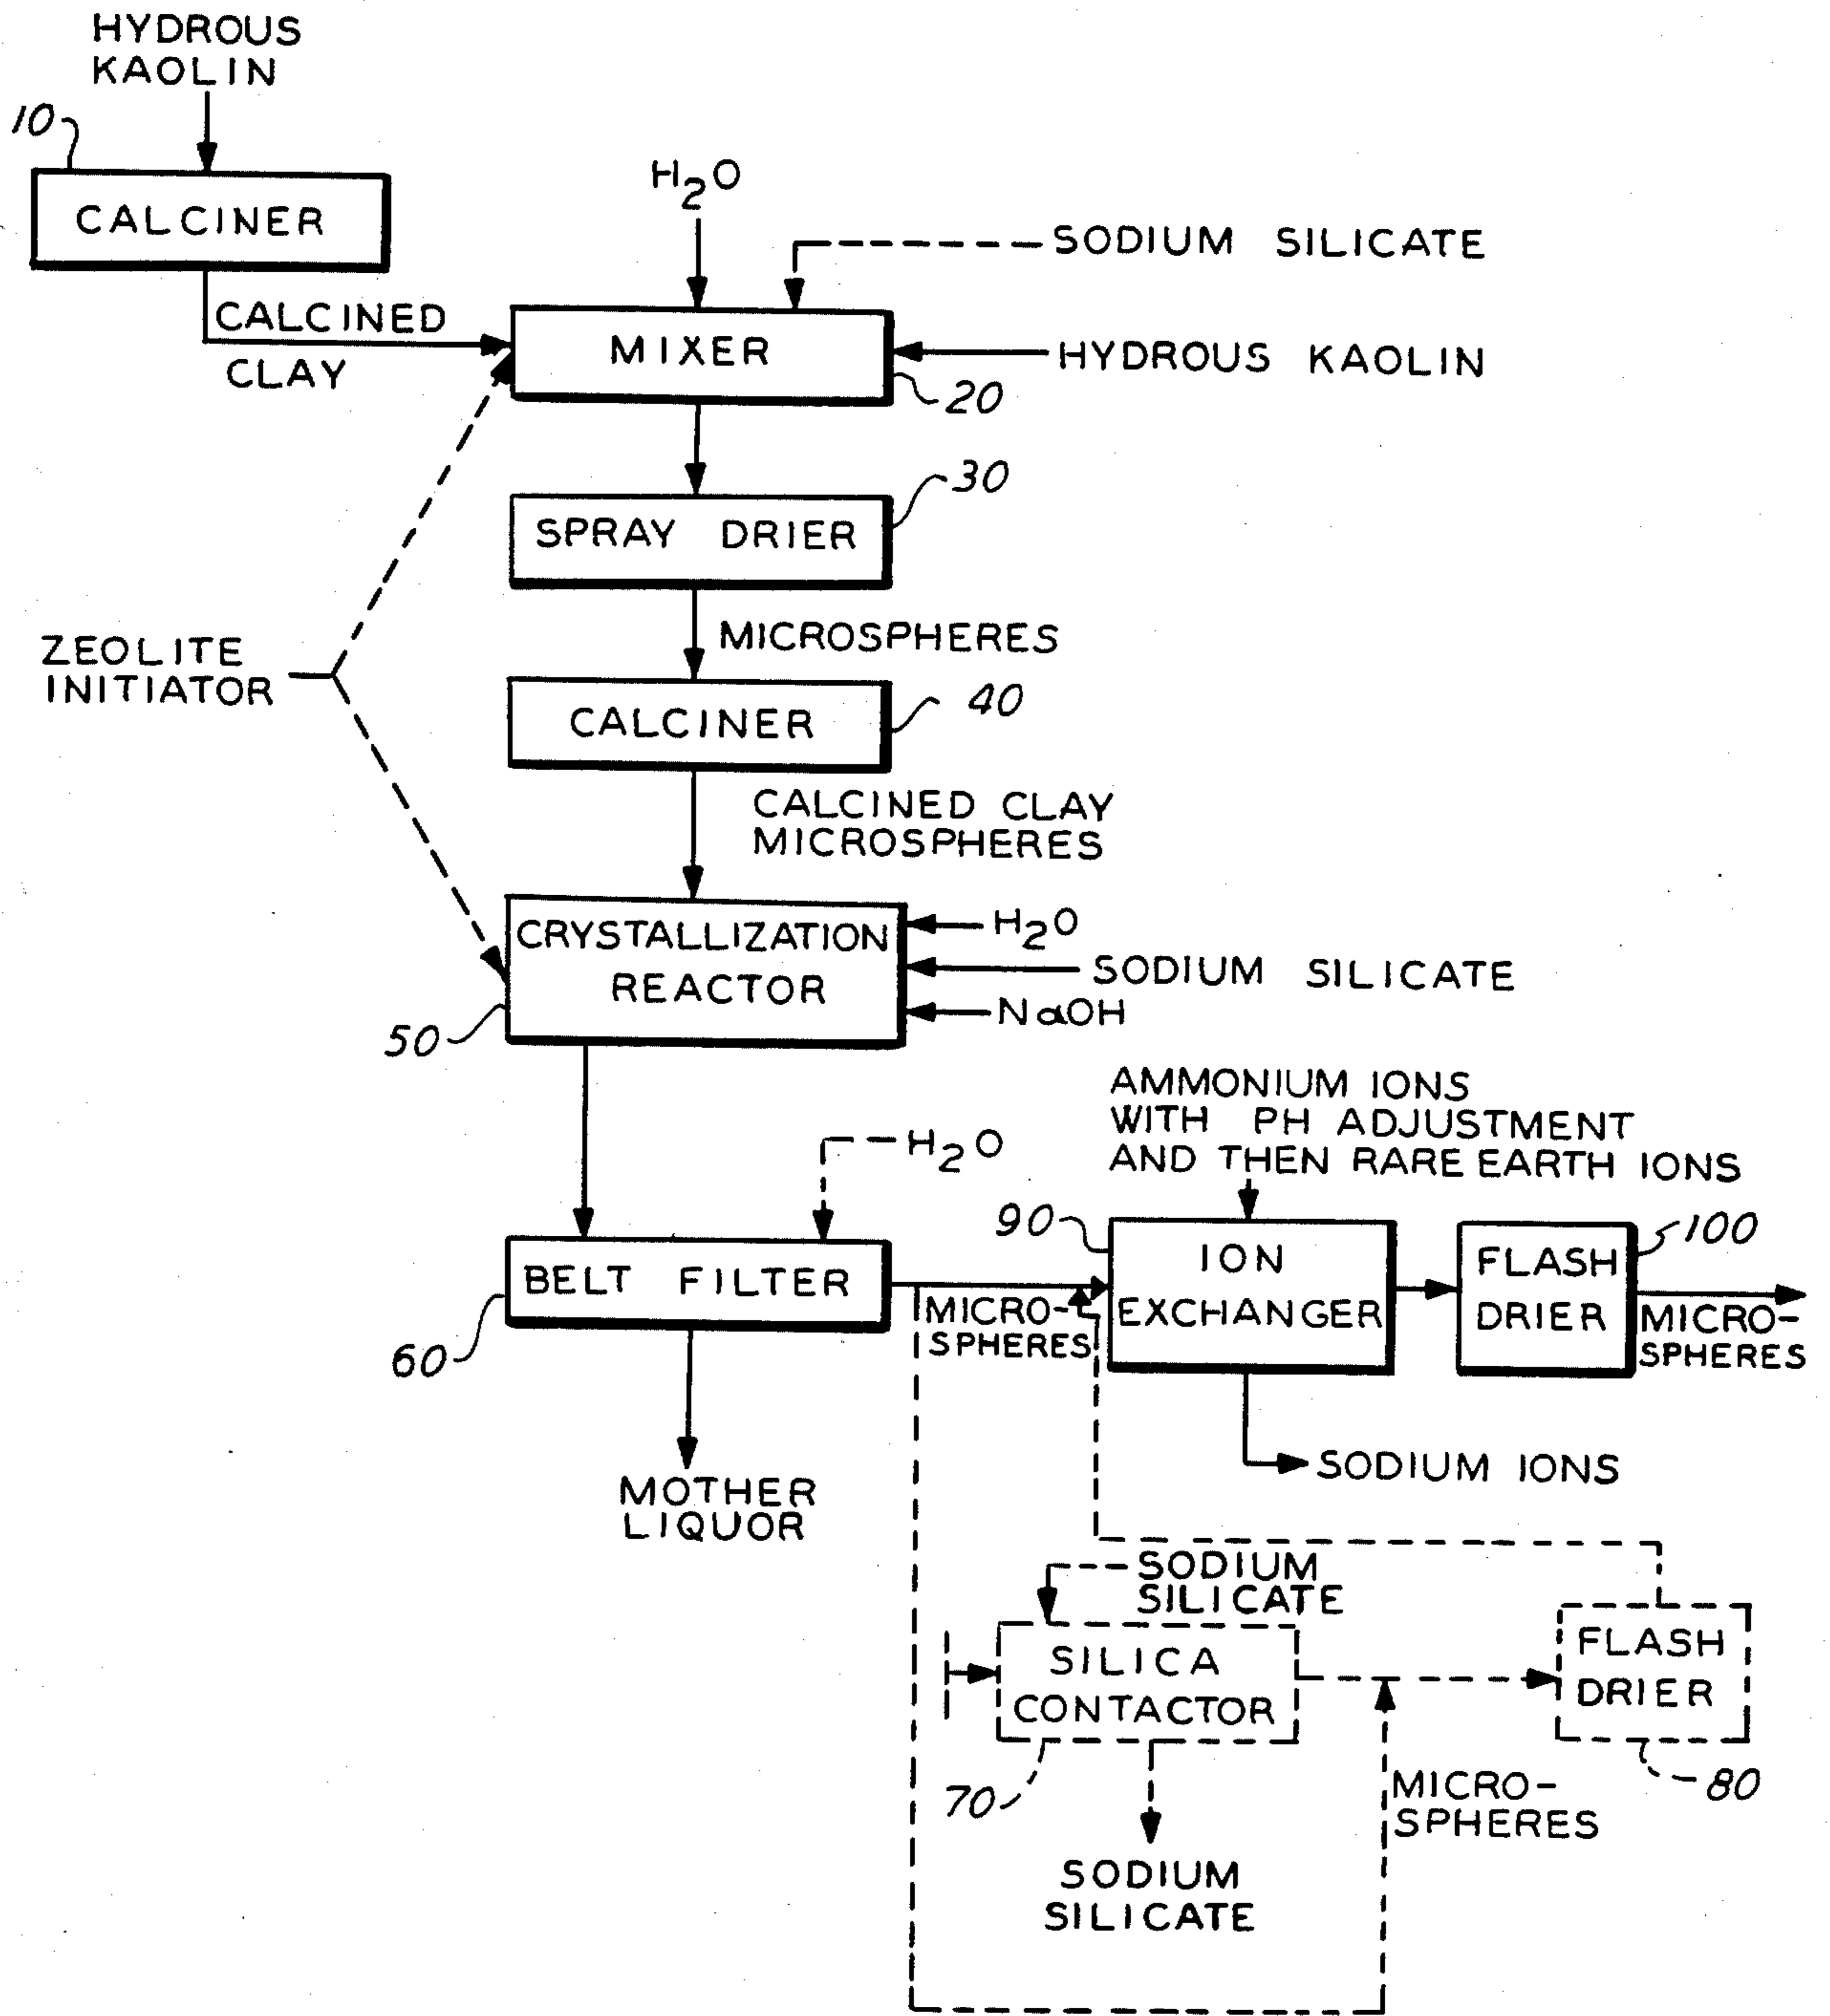 HYDROUS
KAOLIN
10
CALCINER
H2O
SODIUM SILICATE
CALCINED
CLAY
MIXER
HYDROUS KAOLIN
20
30
SPRAY DRIER
MICROSPHERES
ZEOLITE
INITIATOR
40
CALCINER
CALCINED CLAY
MICROSPHERES
CRYSTALLIZATION
REACTOR
H2O
SODIUM SILICATE
NaOH
50
AMMONIUM IONS
WITH PH ADJUSTMENT
AND THEN RARE EARTH IONS
H2O
90
100
BELT FILTER
ION
EXCHANGER
FLASH
DRIER
MICRO-
SPHERES
MICRO-
SPHERES
60
MOTHER
LIQUOR
SODIUM IONS
SODIUM
SILICATE
SILICA
CONTACTOR
FLASH
DRIER
70
80
MICRO-
SPHERES
SODIUM
SILICATE